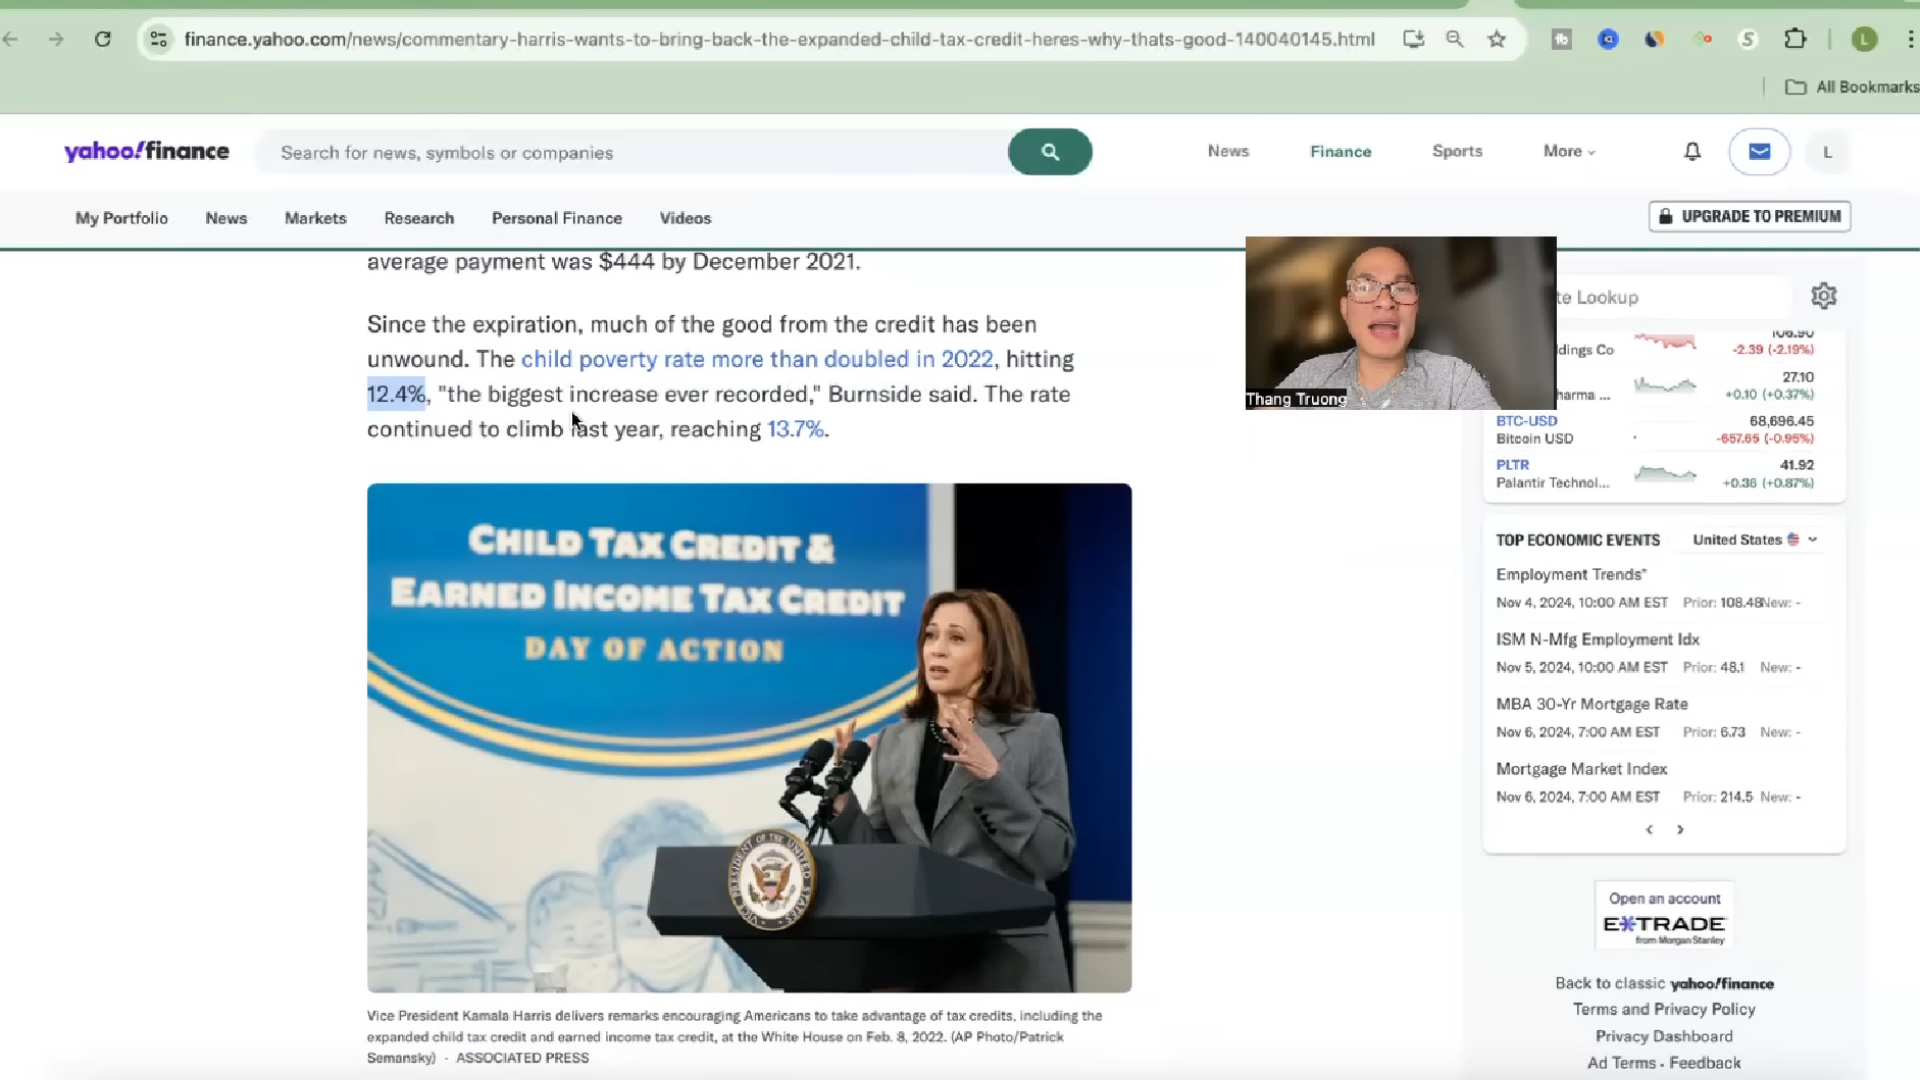 finance.yahoo.com/news/commentary-harris-wants-to-bring-back-the-expanded-child-tax-credit-heres-why-thats-good-140040145.html
L
All Bookmarks
yahoo!finance
Search for news, symbols or companies
News
Finance
Sports
More
L
My Portfolio
News
Markets
Research
Personal Finance
Videos
UPGRADE TO PREMIUM
average payment was $444 by December 2021.
Since the expiration, much of the good from the credit has been
unwound. The child poverty rate more than doubled in 2022, hitting
12.4%, "the biggest increase ever recorded," Burnside said. The rate
continued to climb last year, reaching 13.7%.
CHILD TAX CREDIT &
EARNED INCOME TAX CREDIT
DAY OF ACTION
VICE PRESIDENT OF THE UNITED STATES
Vice President Kamala Harris delivers remarks encouraging Americans to take advantage of tax credits, including the
expanded child tax credit and earned income tax credit, at the White House on Feb. 8, 2022. (AP Photo/Patrick
Semansky) - ASSOCIATED PRESS
Thang Truong
te Lookup
106.90
ldings Co -2.39 (-2.19%)
27.10
harma ... +0.10 (+0.37%)
BTC-USD 68,696.45
Bitcoin USD -657.65 (-0.95%)
PLTR 41.92
Palantir Technol... +0.36 (+0.87%)
TOP ECONOMIC EVENTS United States
Employment Trends*
Nov 4, 2024, 10:00 AM EST Prior: 108.48 New: -
ISM N-Mfg Employment Idx
Nov 5, 2024, 10:00 AM EST Prior: 48.1 New: -
MBA 30-Yr Mortgage Rate
Nov 6, 2024, 7:00 AM EST Prior: 6.73 New: -
Mortgage Market Index
Nov 6, 2024, 7:00 AM EST Prior: 214.5 New: -
Open an account
E*TRADE
from Morgan Stanley
Back to classic yahoo!finance
Terms and Privacy Policy
Privacy Dashboard
Ad Terms • Feedback